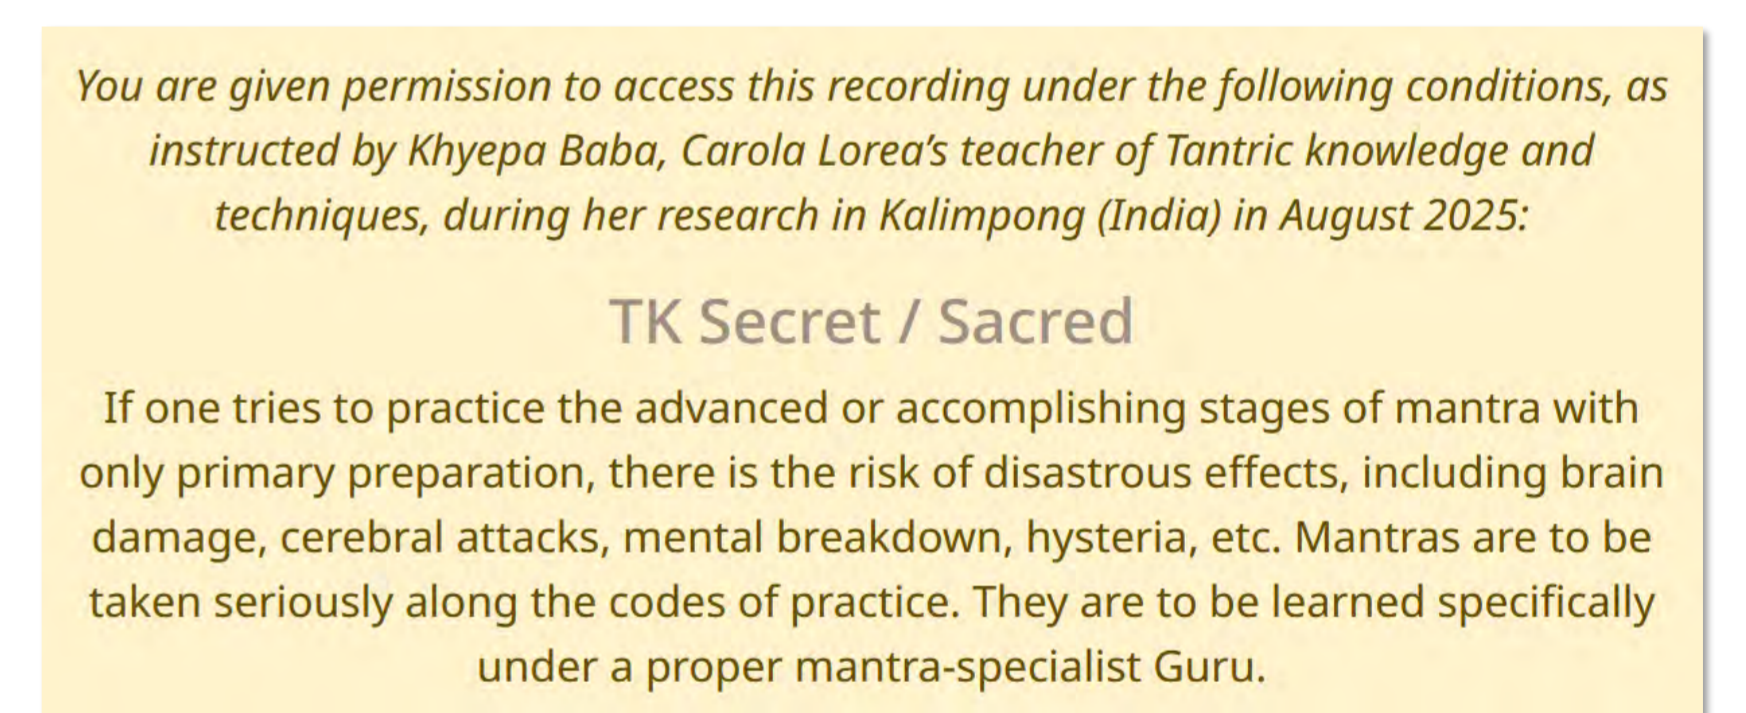 You are given permission to access this recording under the following conditions, as
instructed by Khyepa Baba, Carola Lorea’s teacher of Tantric knowledge and
techniques, during her research in Kalimpong (India) in August 2025:
TK Secret / Sacred
If one tries to practice the advanced or accomplishing stages of mantra with
only primary preparation, there is the risk of disastrous effects, including brain
damage, cerebral attacks, mental breakdown, hysteria, etc. Mantras are to be
taken seriously along the codes of practice. They are to be learned specifically
under a proper mantra-specialist Guru.